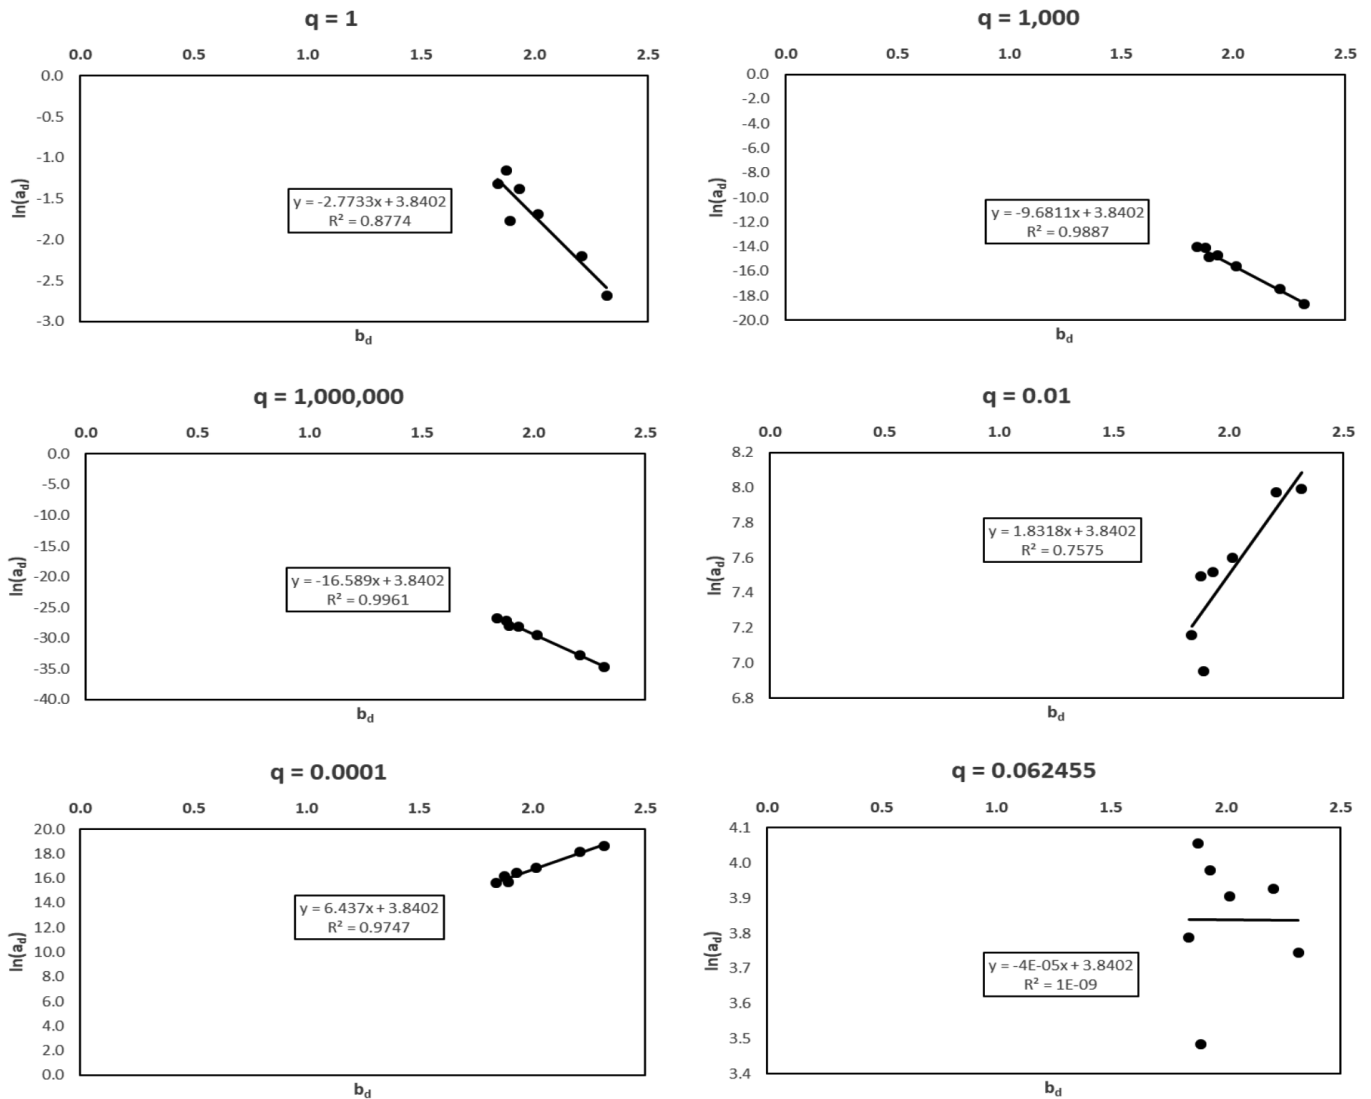 q = 1
0.0 0.5 1.0 1.5 2.0 2.5
0.0
-0.5
-1.0
-1.5
-2.0
-2.5
-3.0
ln(a_d)
y = -2.7733x + 3.8402
R² = 0.8774
b_d
q = 1,000
0.0 0.5 1.0 1.5 2.0 2.5
0.0
-2.0
-4.0
-6.0
-8.0
-10.0
-12.0
-14.0
-16.0
-18.0
-20.0
ln(a_d)
y = -9.6811x + 3.8402
R² = 0.9887
b_d
q = 1,000,000
0.0 0.5 1.0 1.5 2.0 2.5
0.0
-5.0
-10.0
-15.0
-20.0
-25.0
-30.0
-35.0
-40.0
ln(a_d)
y = -16.589x + 3.8402
R² = 0.9961
b_d
q = 0.01
0.0 0.5 1.0 1.5 2.0 2.5
8.2
8.0
7.8
7.6
7.4
7.2
7.0
6.8
ln(a_d)
y = 1.8318x + 3.8402
R² = 0.7575
b_d
q = 0.0001
0.0 0.5 1.0 1.5 2.0 2.5
20.0
18.0
16.0
14.0
12.0
10.0
8.0
6.0
4.0
2.0
0.0
ln(a_d)
y = 6.437x + 3.8402
R² = 0.9747
b_d
q = 0.062455
0.0 0.5 1.0 1.5 2.0 2.5
4.1
4.0
3.9
3.8
3.7
3.6
3.5
3.4
ln(a_d)
y = -4E-05x + 3.8402
R² = 1E-09
b_d